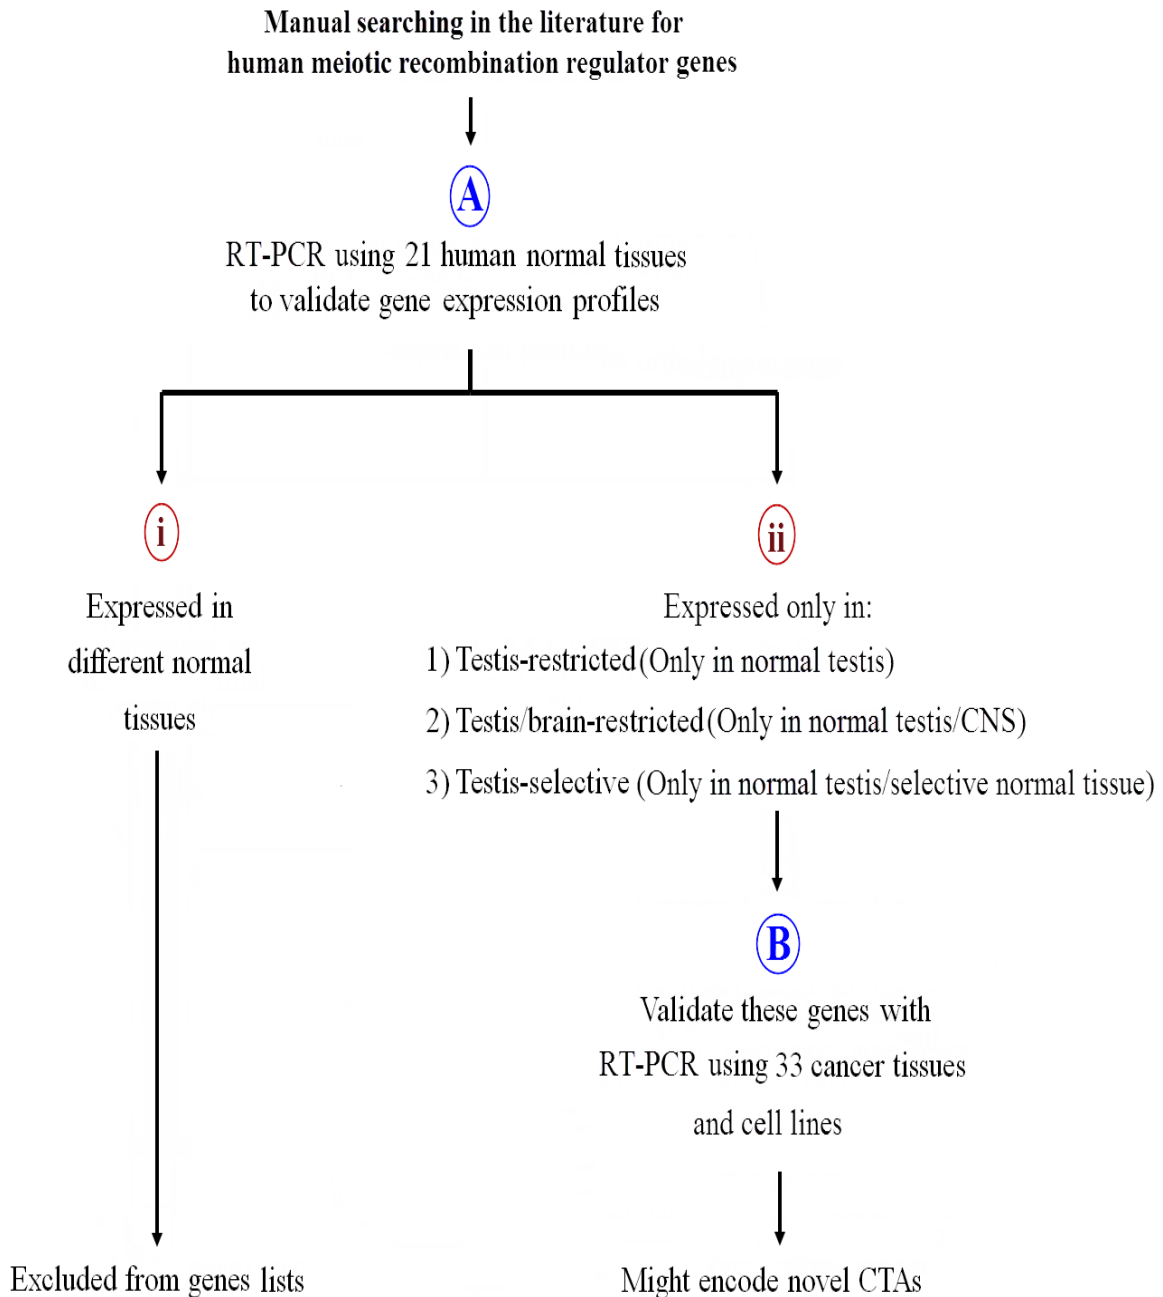 Manual searching in the literature for
human meiotic recombination regulator genes
A
RT-PCR using 21 human normal tissues
to validate gene expression profiles
i
Expressed in
different normal
tissues
Excluded from genes lists
ii
Expressed only in:
1) Testis-restricted (Only in normal testis)
2) Testis/brain-restricted (Only in normal testis/CNS)
3) Testis-selective (Only in normal testis/selective normal tissue)
B
Validate these genes with
RT-PCR using 33 cancer tissues
and cell lines
Might encode novel CTAs